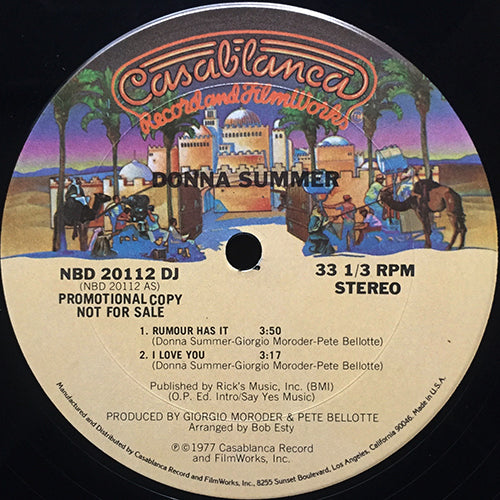 Casablanca
Record and FilmWorks
DONNA SUMMER
NBD 20112 DJ
(NBD 20112 AS)
PROMOTIONAL COPY
NOT FOR SALE
33 1/3 RPM
STEREO
1. RUMOUR HAS IT 3:50
(Donna Summer-Giorgio Moroder-Pete Bellotte)
2. I LOVE YOU 3:17
(Donna Summer-Giorgio Moroder-Pete Bellotte)
Published by Rick's Music, Inc. (BMI)
(O.P. Ed. Intro/Say Yes Music)
PRODUCED BY GIORGIO MORODER & PETE BELLOTTE
Arranged by Bob Esty
℗ © 1977 Casablanca Record
and FilmWorks, Inc.
Manufactured and Distributed by Casablanca Record and FilmWorks, Inc., 8255 Sunset Boulevard, Los Angeles, California 90046. Made in U.S.A.